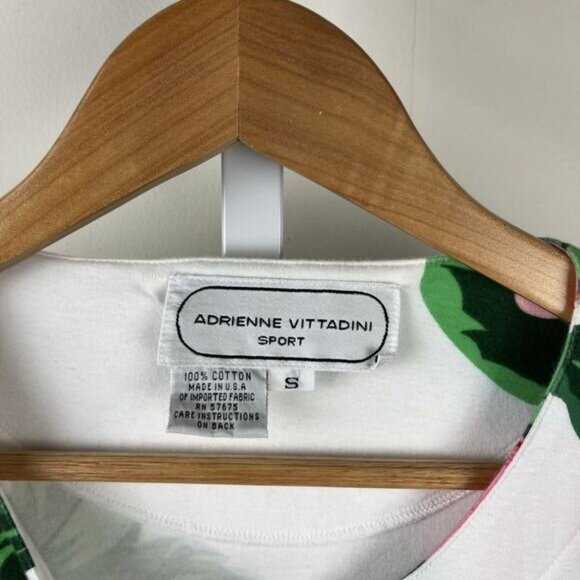 ADRIENNE VITTADINI
SPORT
100% COTTON
MADE IN U.S.A
OF IMPORTED FABRIC
RN 57675
CARE INSTRUCTIONS
ON BACK
S